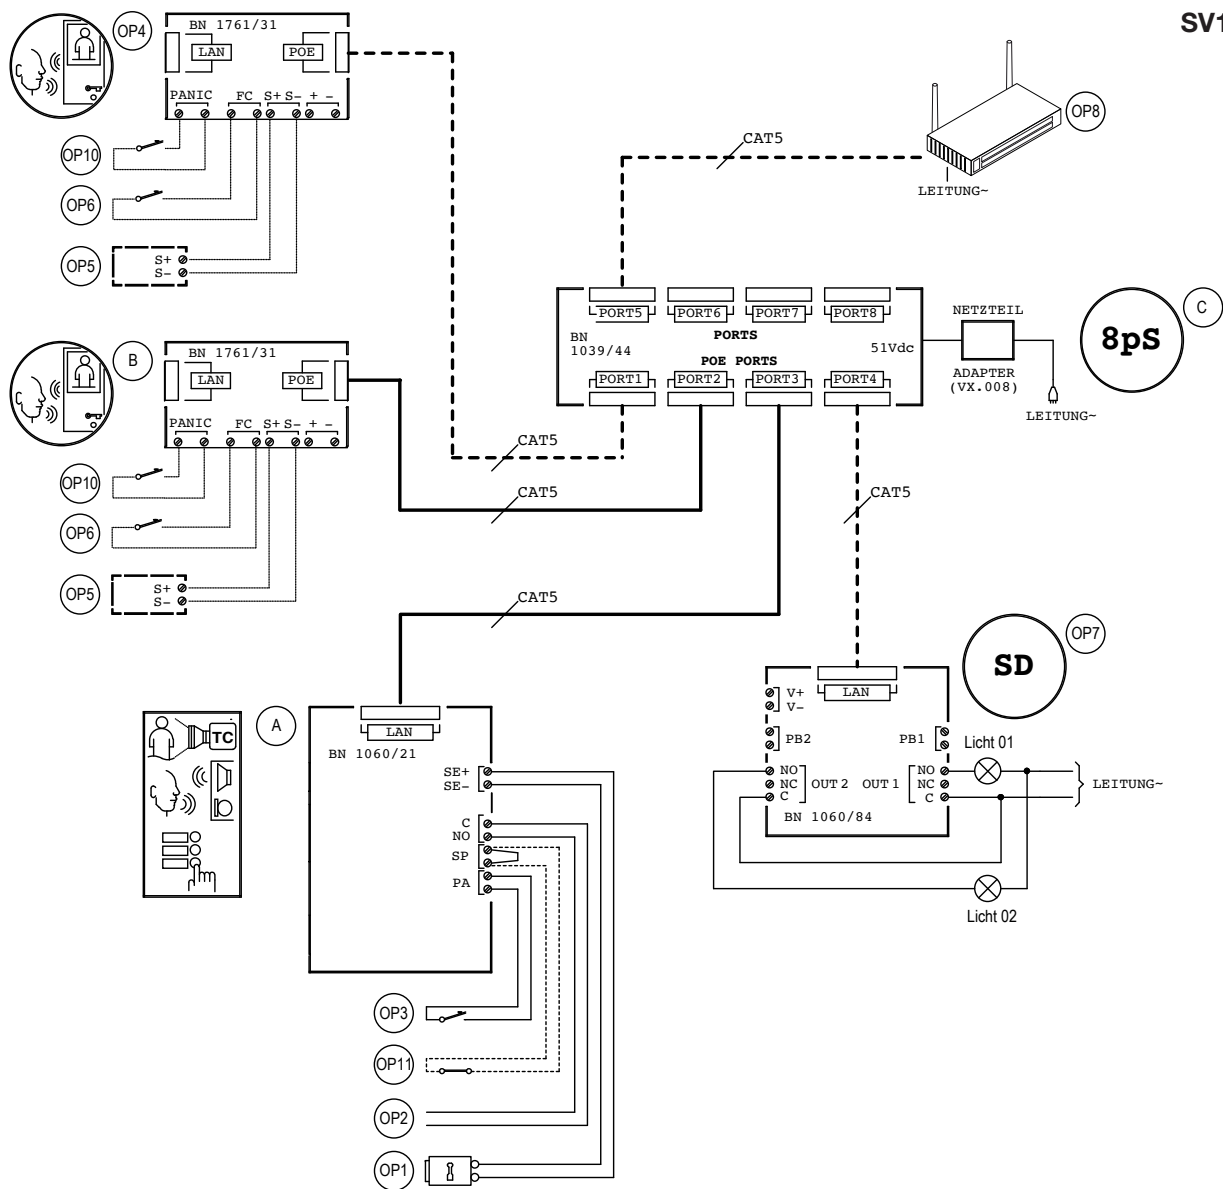 SV1
OP4
BN 1761/31
LAN
POE
PANIC FC S+ S- + -
OP10
OP6
OP5
S+
S-
CAT5
OP8
LEITUNG~
B
BN 1761/31
LAN
POE
PANIC FC S+ S- + -
OP10
OP6
OP5
S+
S-
PORT5 PORT6 PORT7 PORT8
BN
1039/44
PORTS
POE PORTS
51Vdc
PORT1 PORT2 PORT3 PORT4
NETZTEIL
ADAPTER
(VX.008)
LEITUNG~
8pS
C
CAT5
CAT5
CAT5
CAT5
SD
OP7
LAN
V+
V-
PB2
PB1
NO
NC
C
OUT2
OUT1
NO
NC
C
BN 1060/84
Licht 01
LEITUNG~
Licht 02
TC
A
LAN
BN 1060/21
SE+
SE-
C
NO
SP
PA
OP3
OP11
OP2
OP1